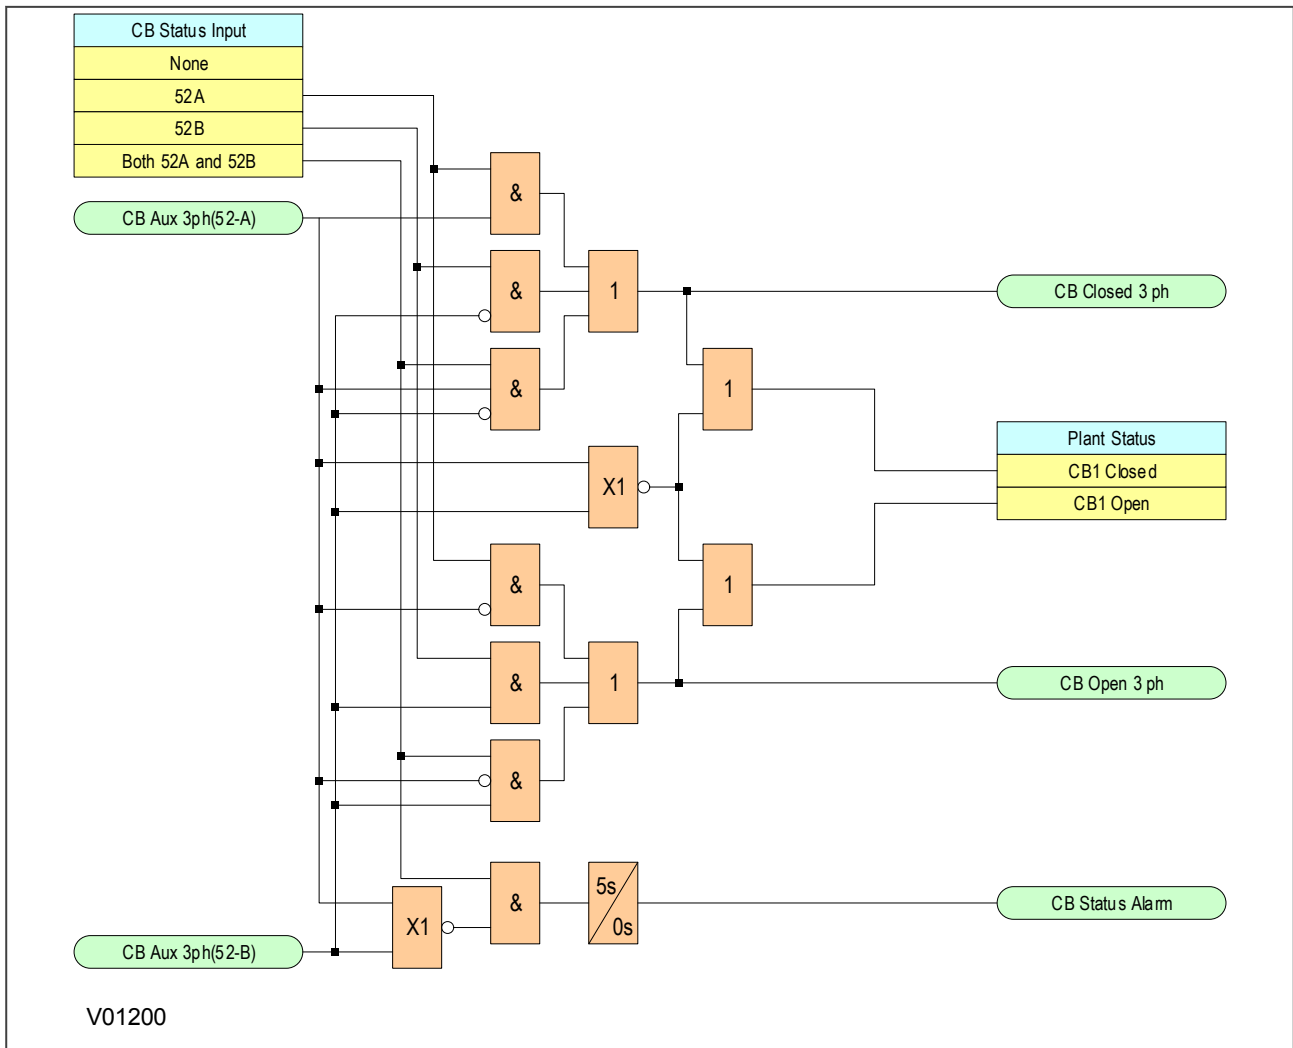 CB Status Input
None
52A
52B
Both 52A and 52B
CB Aux 3ph(52-A)
&
&
1
CB Closed 3 ph
&
1
Plant Status
CB1 Closed
X1
CB1 Open
&
1
&
1
CB Open 3 ph
&
5s
&
CB Status Alarm
0s
X1
CB Aux 3ph(52-B)
V01200